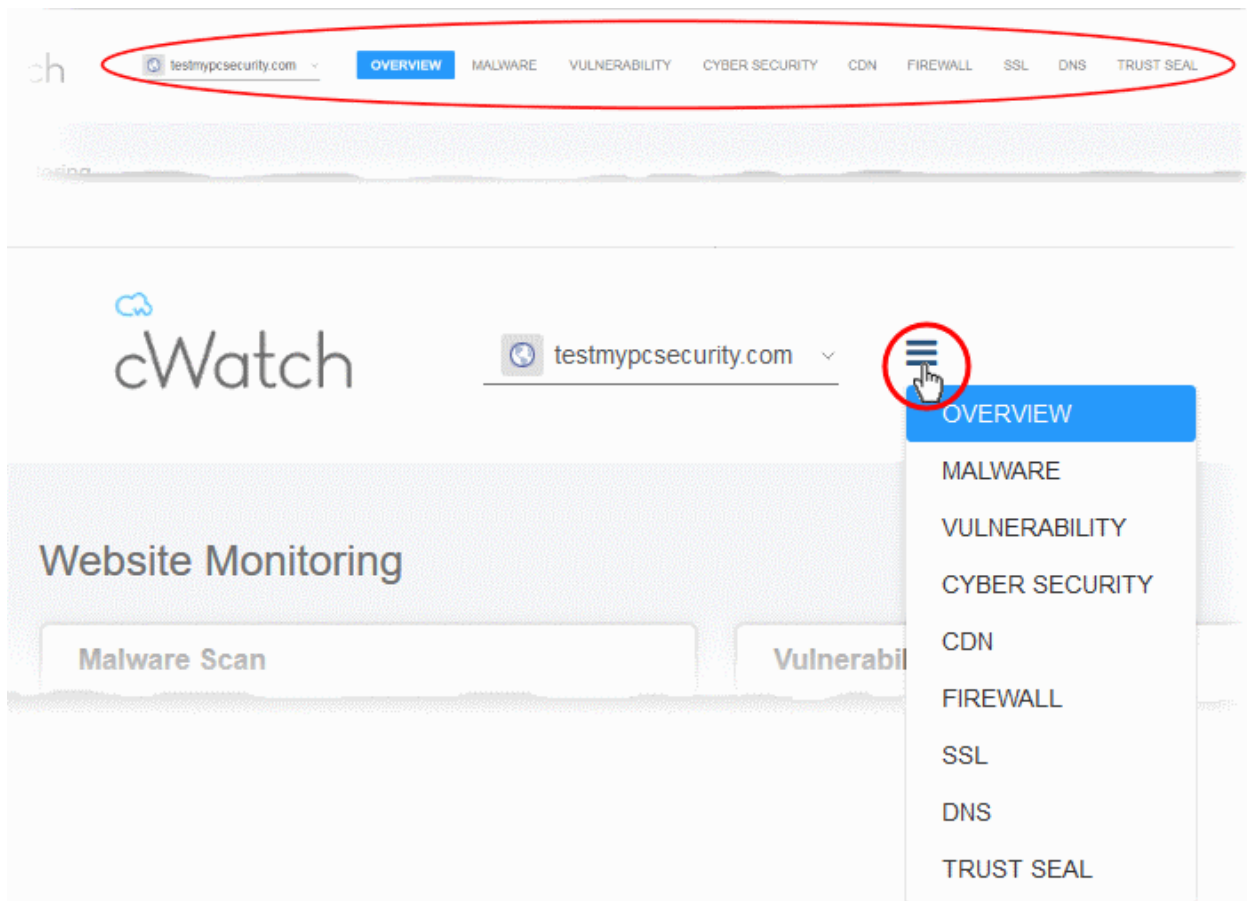 ch testmypcsecurity.com OVERVIEW MALWARE VULNERABILITY CYBER SECURITY CDN FIREWALL SSL DNS TRUST SEAL
cWatch
testmypcsecurity.com
OVERVIEW
MALWARE
VULNERABILITY
CYBER SECURITY
CDN
FIREWALL
SSL
DNS
TRUST SEAL
Website Monitoring
Malware Scan
Vulnerabil